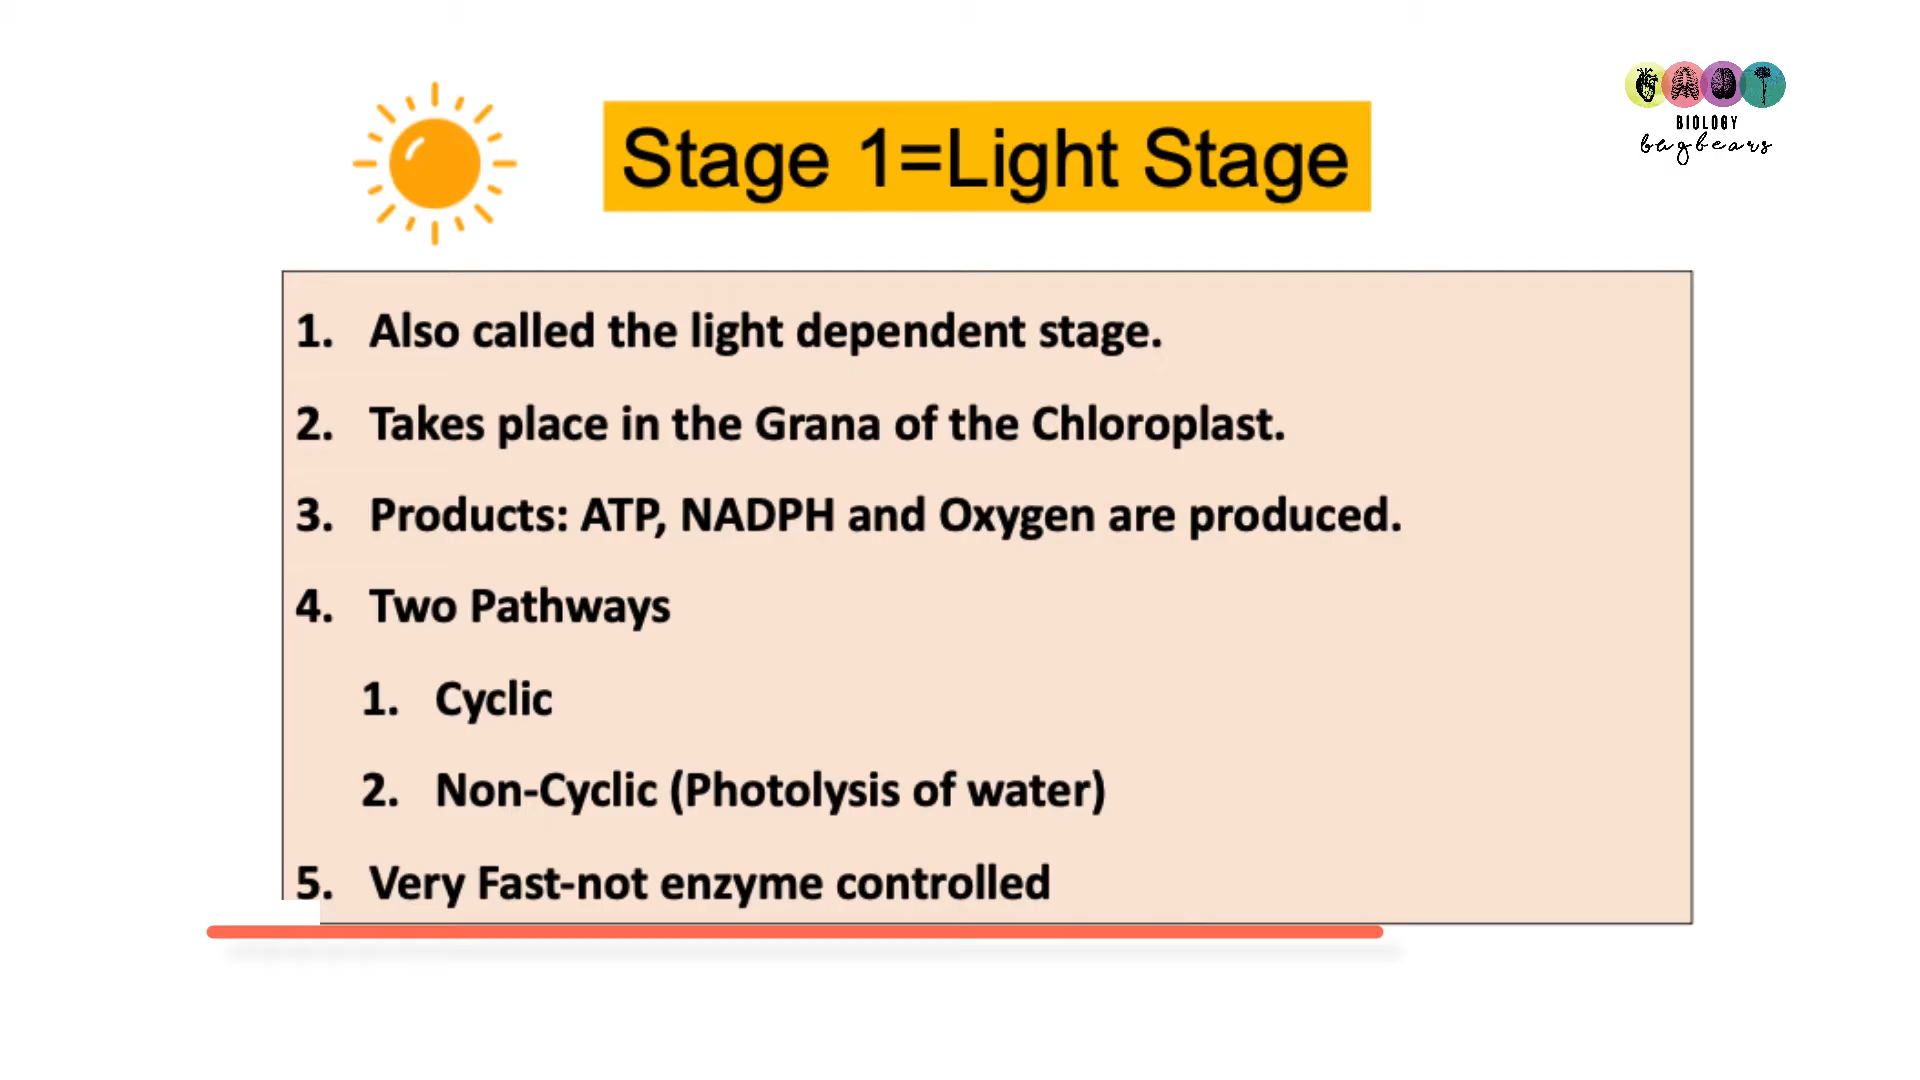 BIOLOGY
bugbears
Stage 1=Light Stage
1. Also called the light dependent stage.
2. Takes place in the Grana of the Chloroplast.
3. Products: ATP, NADPH and Oxygen are produced.
4. Two Pathways
1. Cyclic
2. Non-Cyclic (Photolysis of water)
5. Very Fast-not enzyme controlled